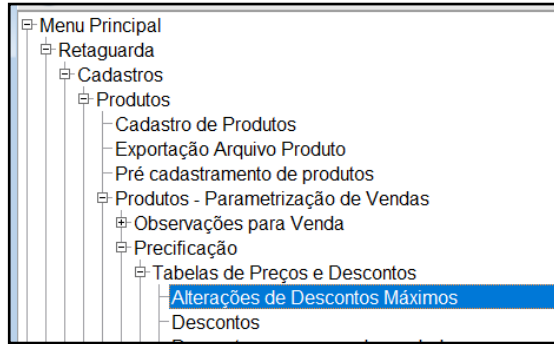 Menu Principal
Retaguarda
Cadastros
Produtos
Cadastro de Produtos
Exportação Arquivo Produto
Pré cadastramento de produtos
Produtos - Parametrização de Vendas
Observações para Venda
Precificação
Tabelas de Preços e Descontos
Alterações de Descontos Máximos
Descontos